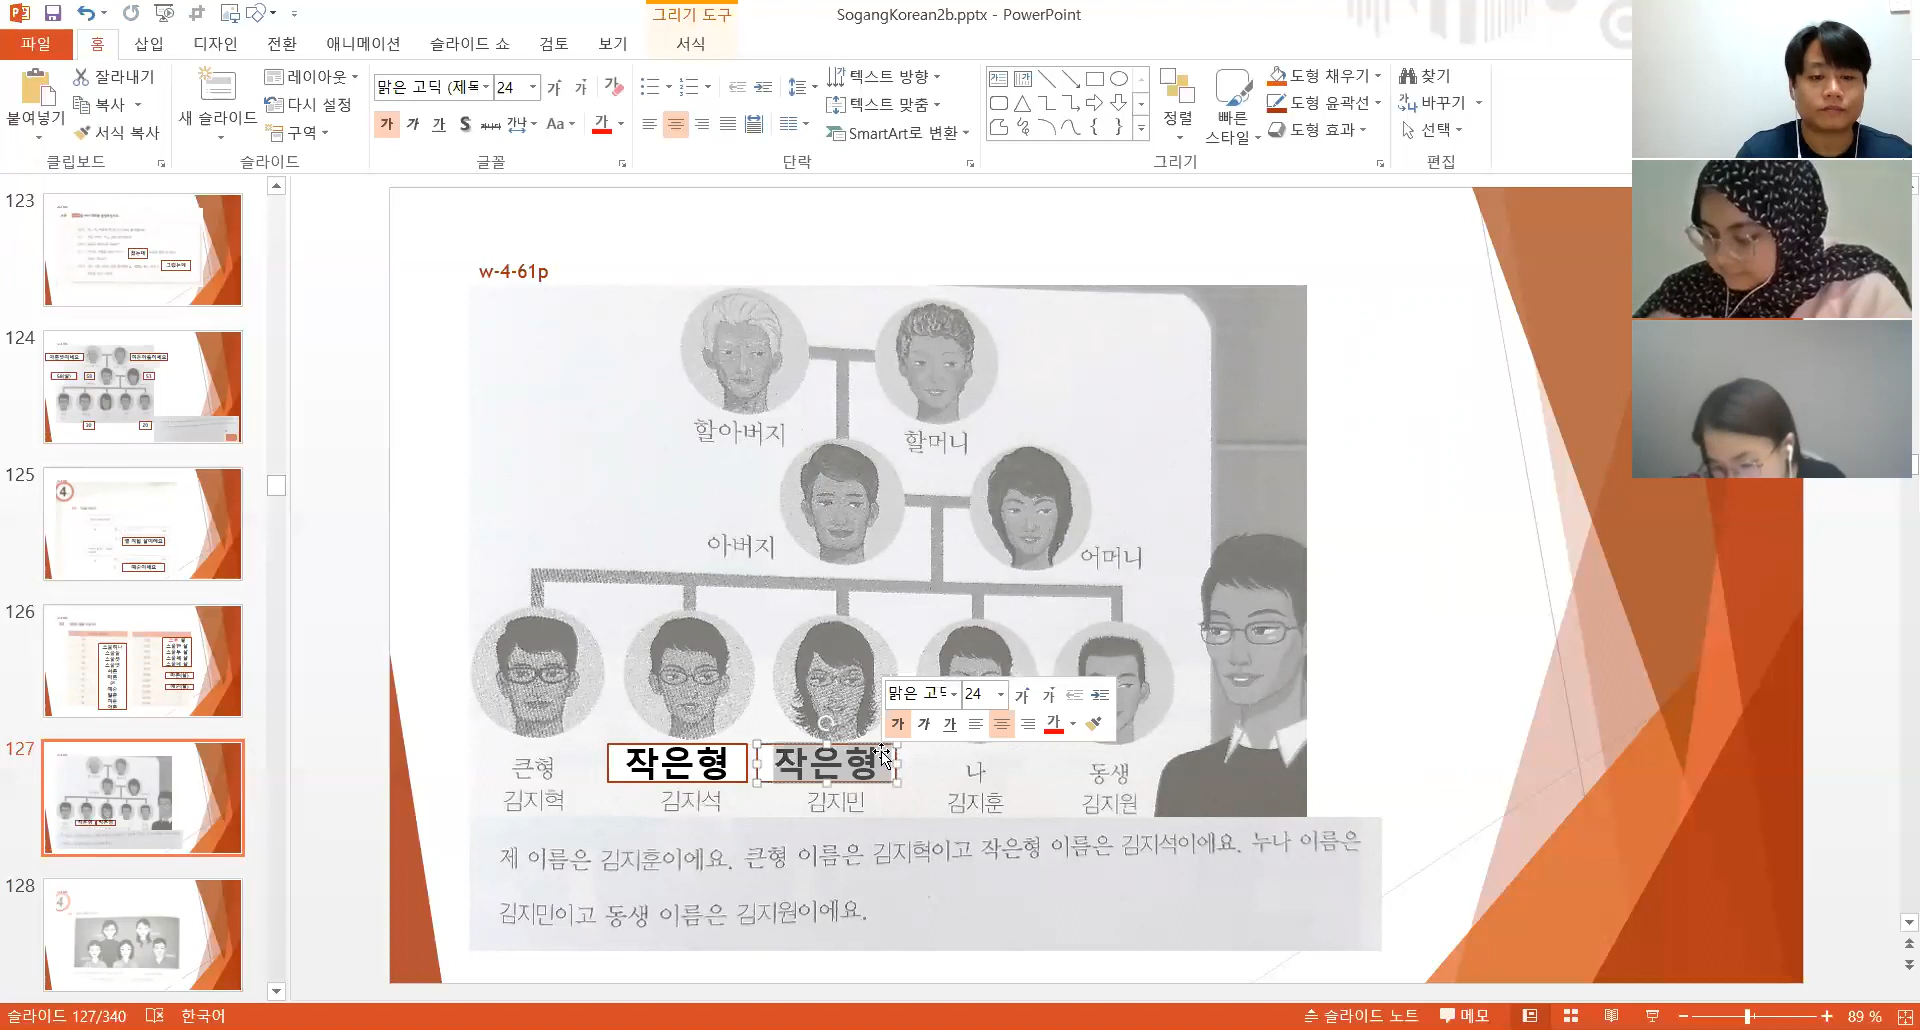 SogangKorean2b.pptx - PowerPoint
그리기 도구
파일
홈
삽입
디자인
전환
애니메이션
슬라이드 쇼
검토
보기
서식
붙여넣기
잘라내기
복사
서식 복사
클립보드
새 슬라이드
레이아웃
다시 설정
구역
슬라이드
맑은 고딕 (제목
24
글꼴
텍스트 방향
텍스트 맞춤
SmartArt로 변환
단락
정렬
빠른 스타일
도형 채우기
도형 윤곽선
도형 효과
그리기
찾기
바꾸기
선택
편집
123
124
125
126
127
128
w-4-61p
할아버지
할머니
아버지
어머니
맑은 고딕
24
큰형
작은형
작은형
나
동생
김지혁
김지석
김지민
김지훈
김지원
제 이름은 김지훈이에요. 큰형 이름은 김지혁이고 작은형 이름은 김지석이에요. 누나 이름은
김지민이고 동생 이름은 김지원이에요.
슬라이드 127/340
한국어
슬라이드 노트
메모
89 %